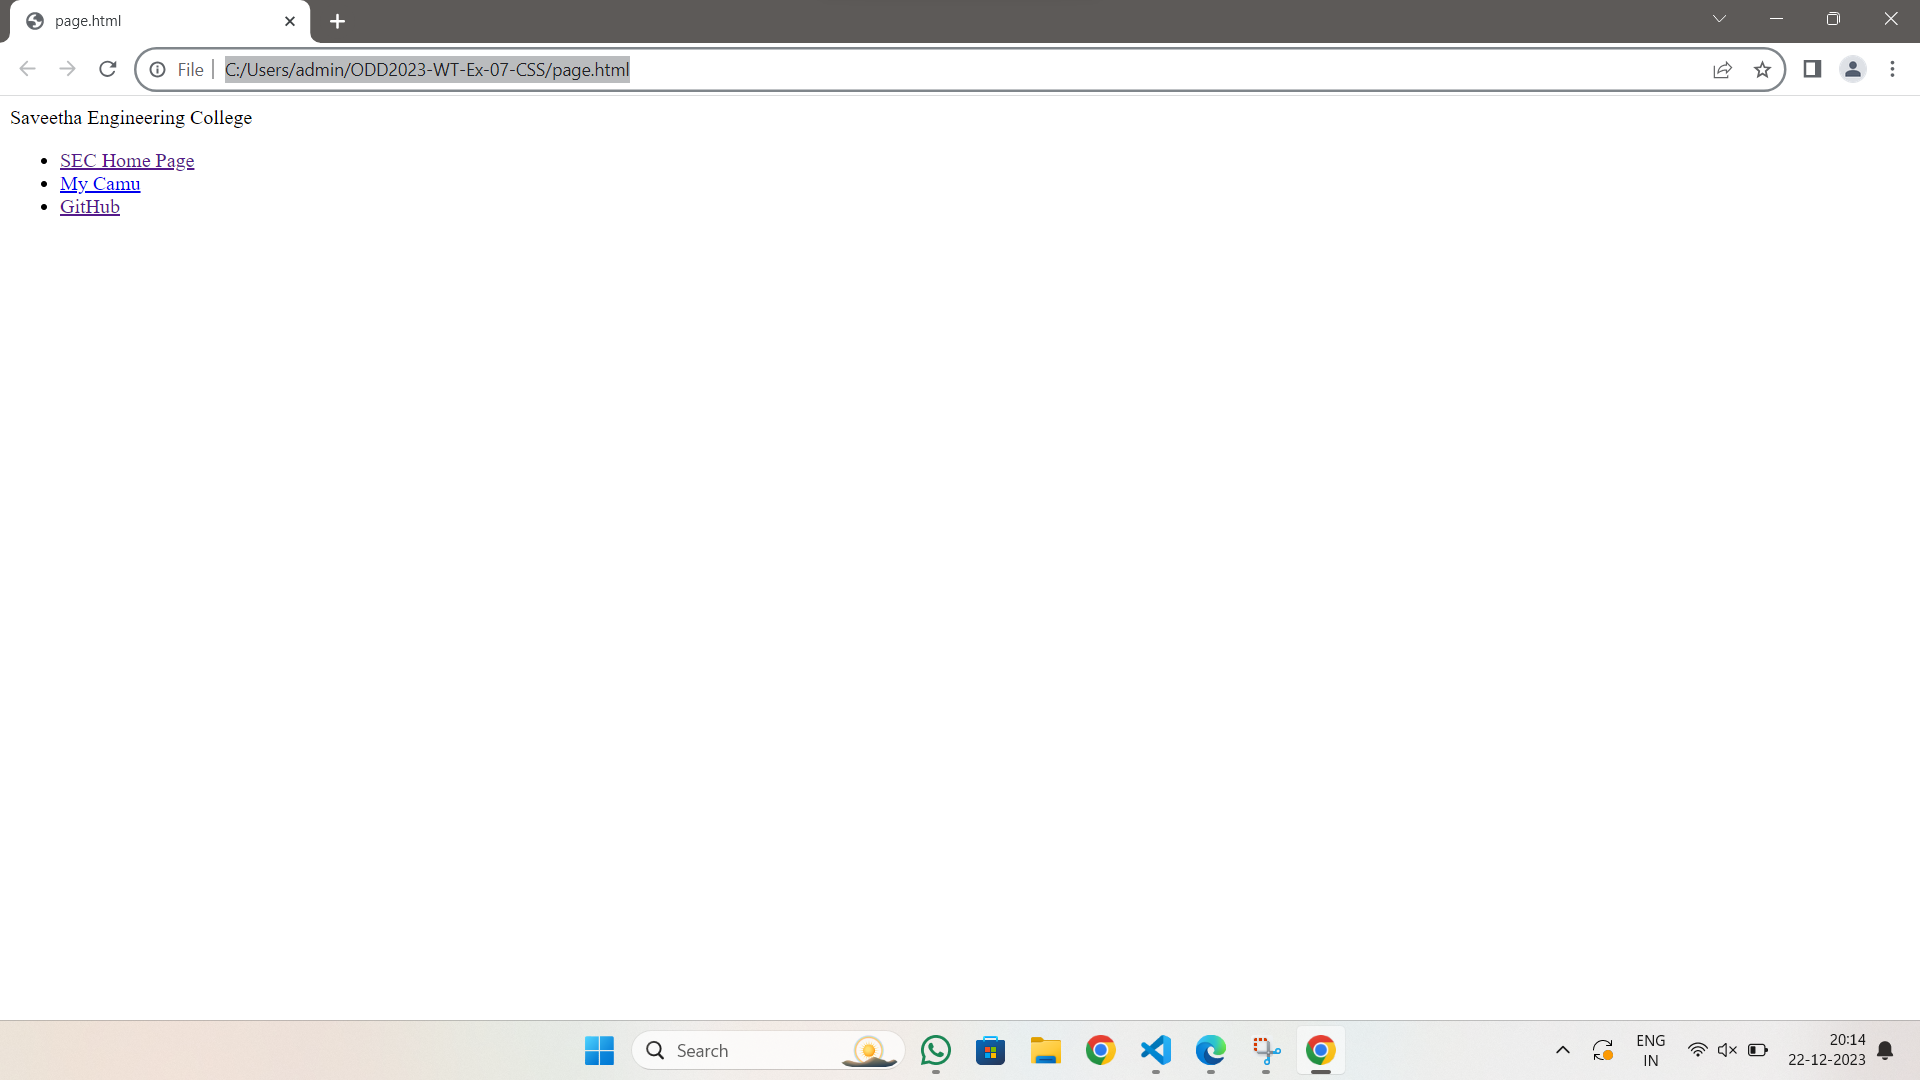 page.html
File
C:/Users/admin/ODD2023-WT-Ex-07-CSS/page.html
Saveetha Engineering College
SEC Home Page
My Camu
GitHub
Search
ENG
IN
20:14
22-12-2023